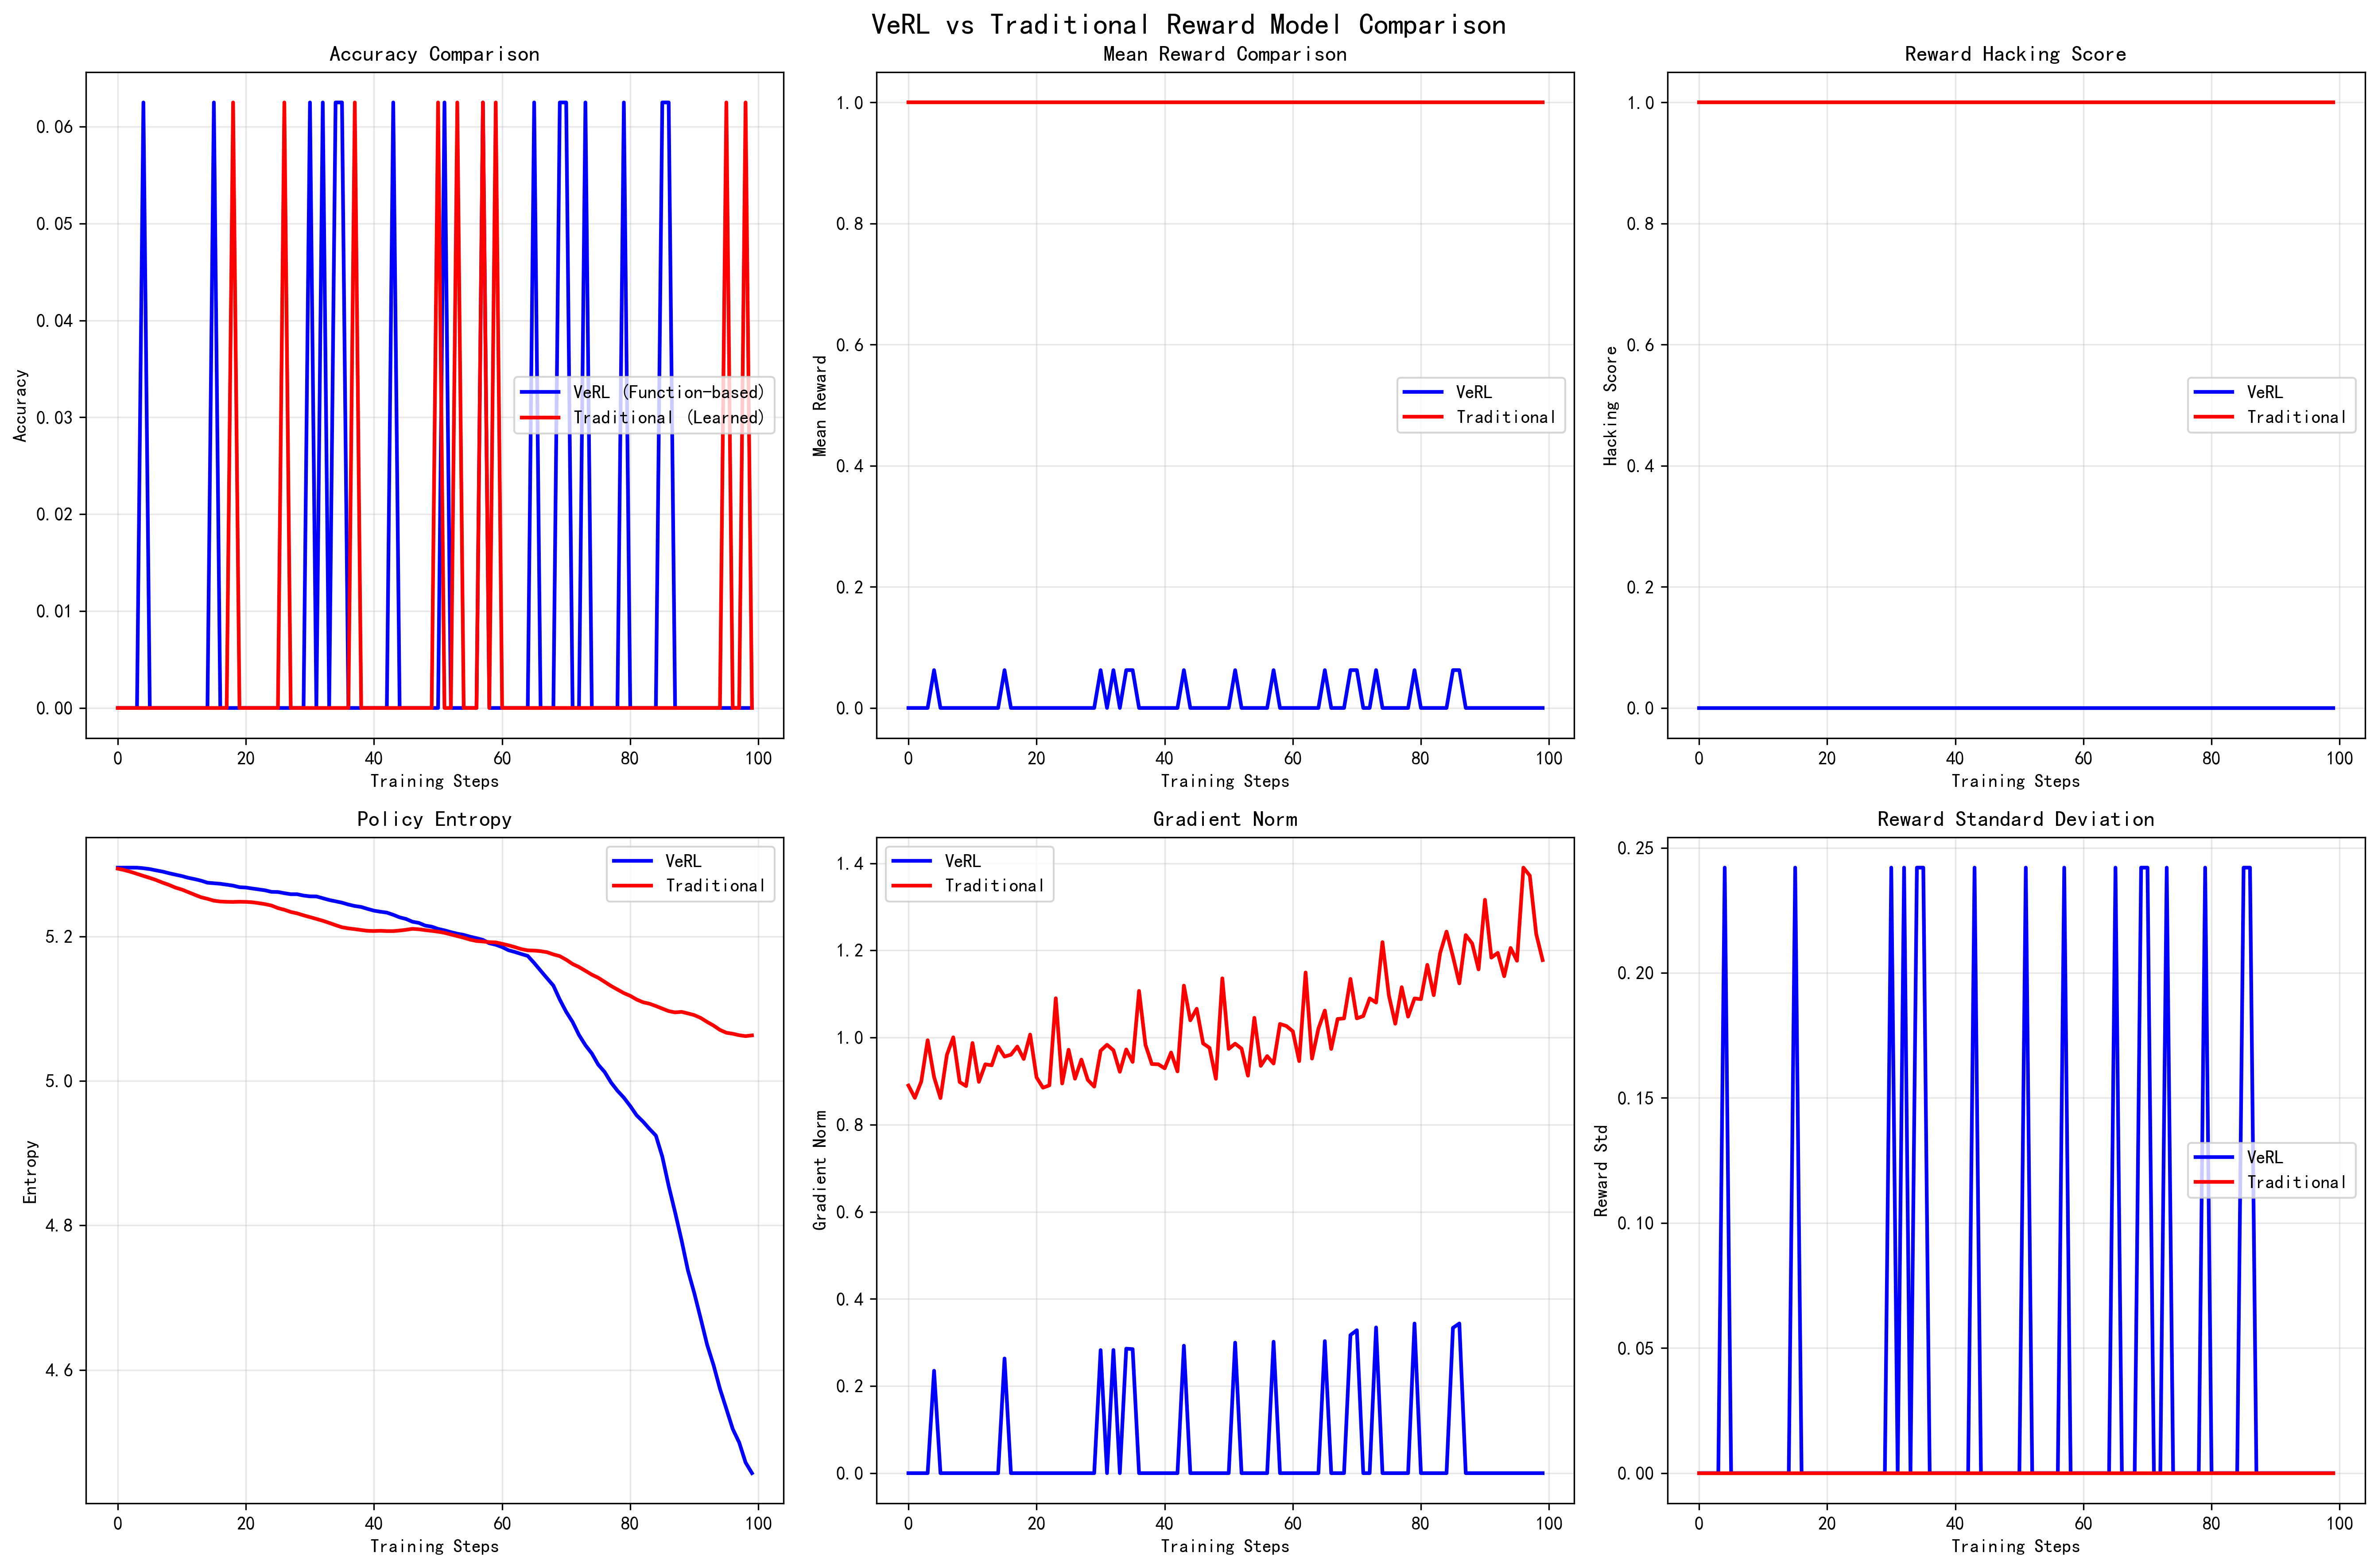 VeRL vs Traditional Reward Model Comparison
Accuracy Comparison
Accuracy
0.06
0.05
0.04
0.03
0.02
0.01
0.00
VeRL (Function-based)
Traditional (Learned)
0 20 40 60 80 100
Training Steps
Mean Reward Comparison
Mean Reward
1.0
0.8
0.6
0.4
0.2
0.0
VeRL
Traditional
0 20 40 60 80 100
Training Steps
Reward Hacking Score
Hacking Score
1.0
0.8
0.6
0.4
0.2
0.0
VeRL
Traditional
0 20 40 60 80 100
Training Steps
Policy Entropy
Entropy
5.2
5.0
4.8
4.6
VeRL
Traditional
0 20 40 60 80 100
Training Steps
Gradient Norm
Gradient Norm
1.4
1.2
1.0
0.8
0.6
0.4
0.2
0.0
VeRL
Traditional
0 20 40 60 80 100
Training Steps
Reward Standard Deviation
Reward Std
0.25
0.20
0.15
0.10
0.05
0.00
VeRL
Traditional
0 20 40 60 80 100
Training Steps